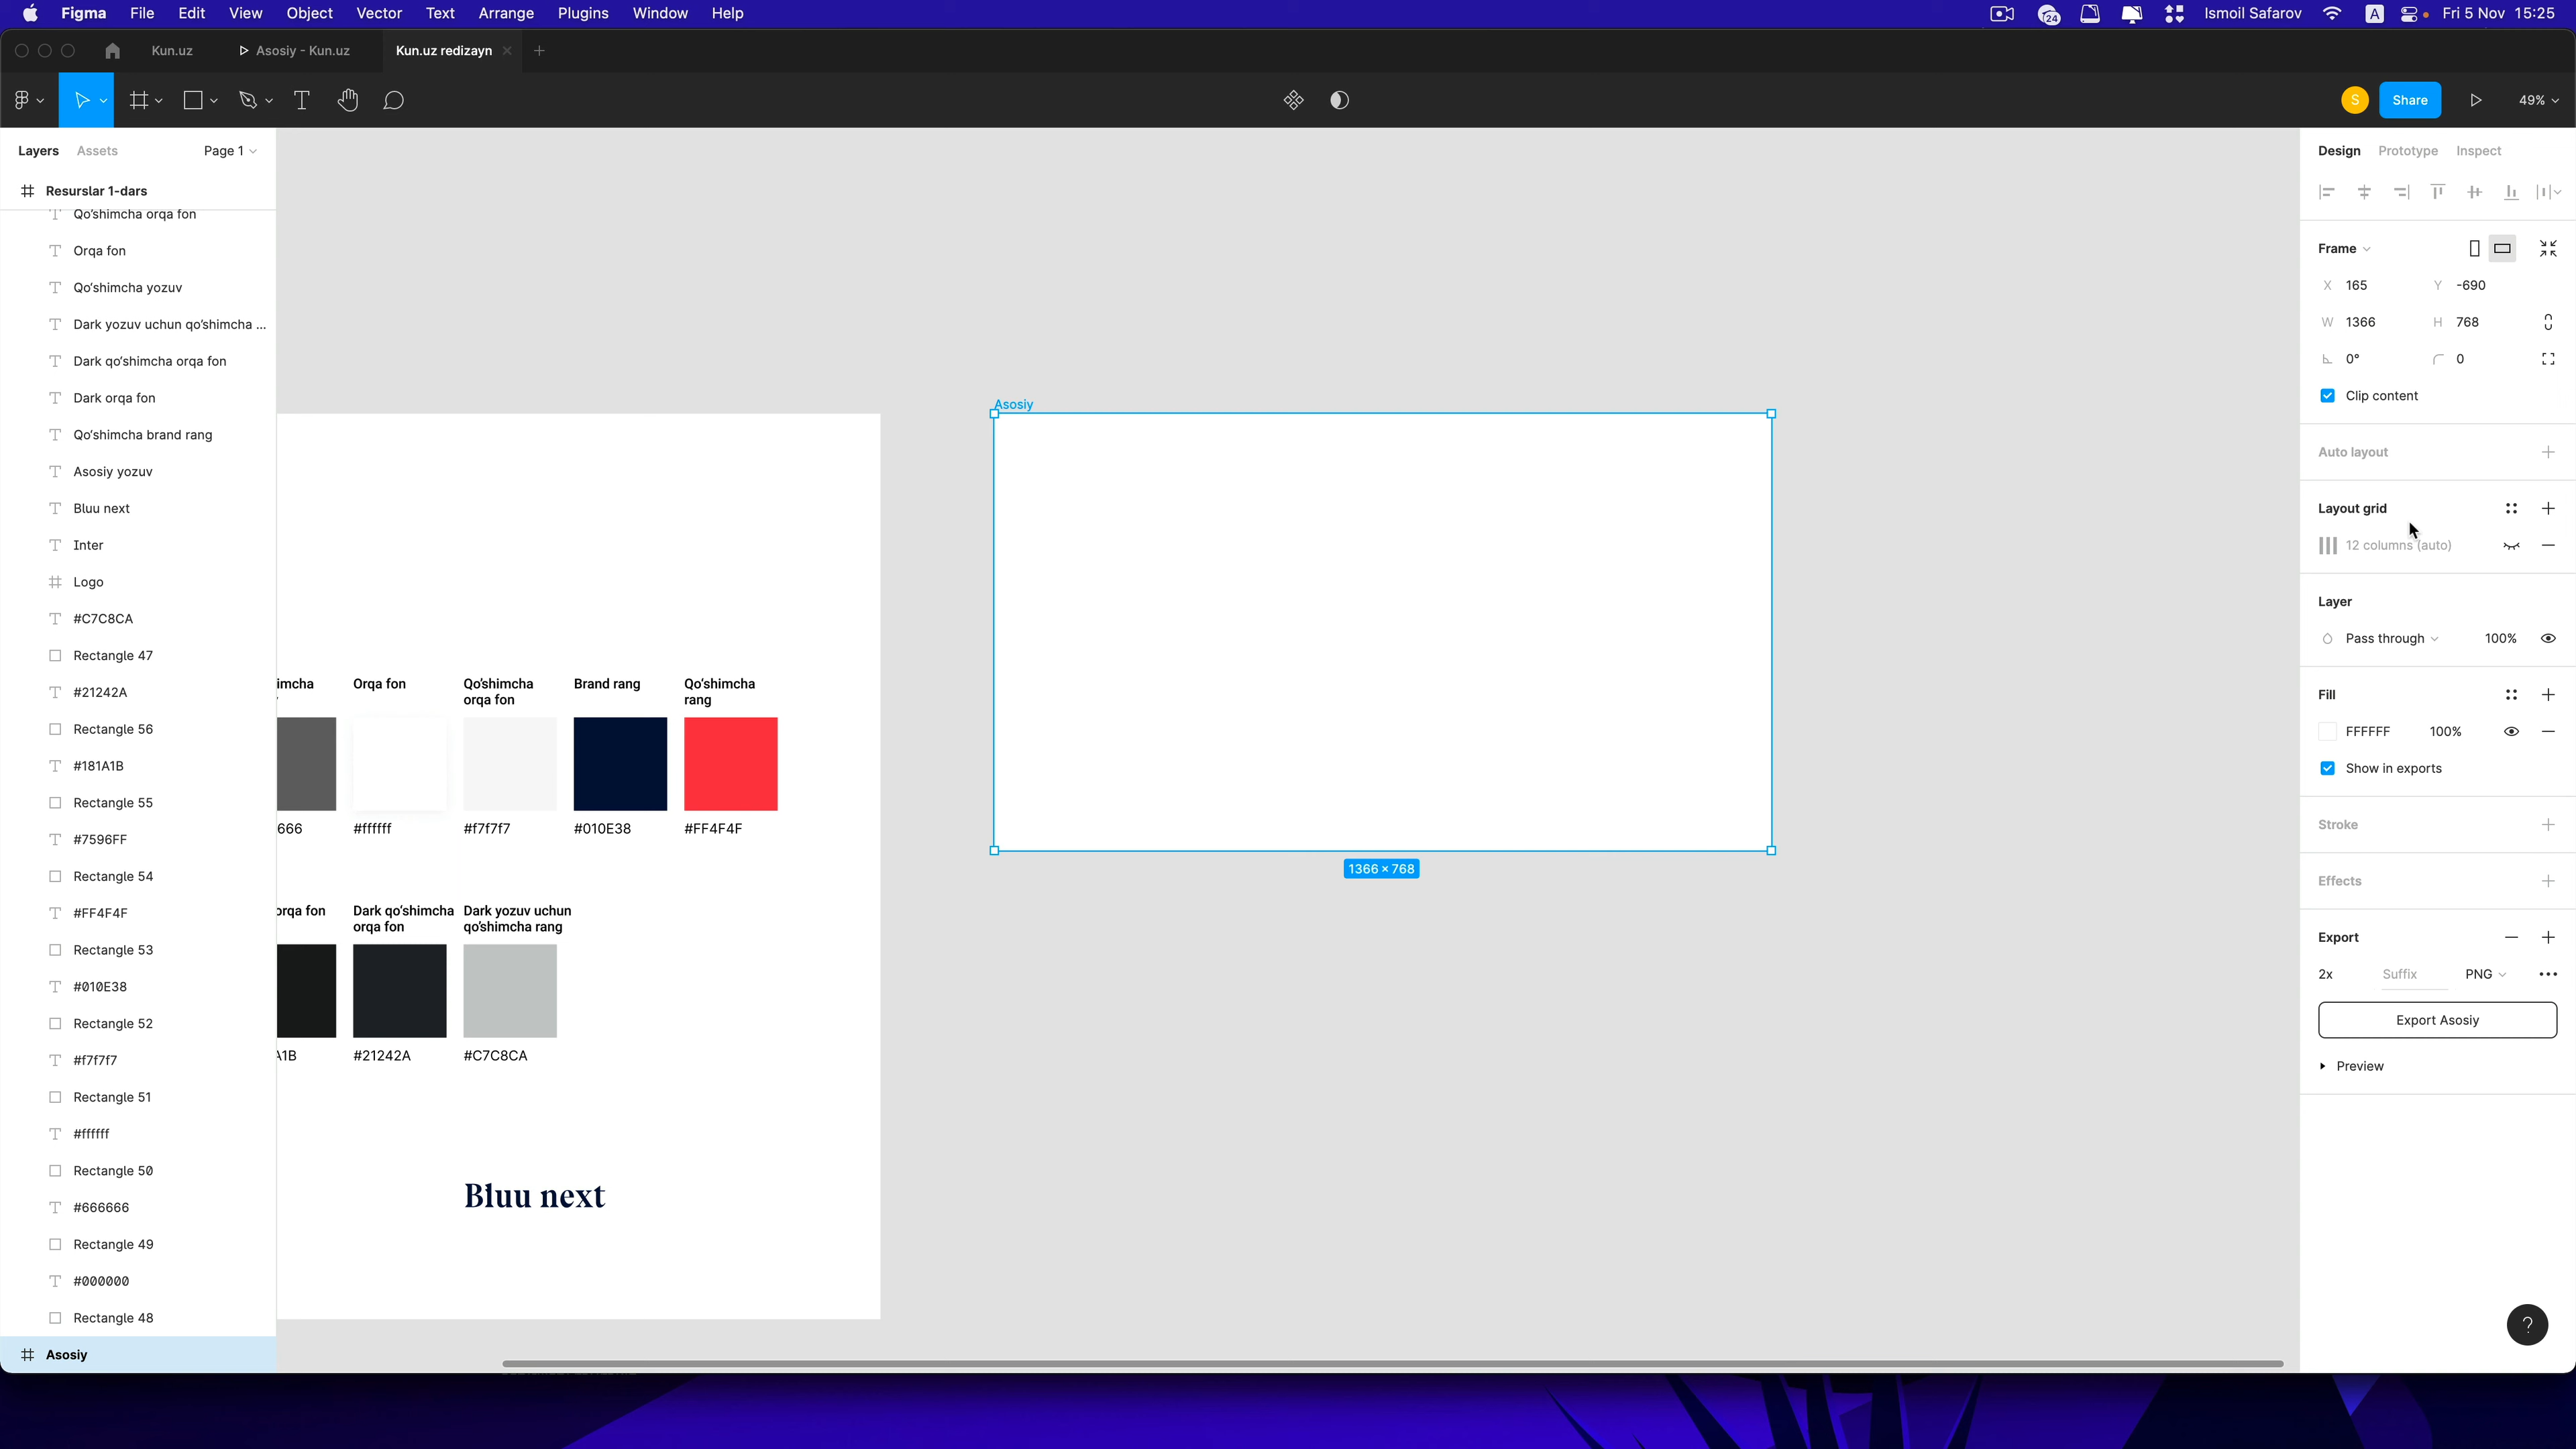 Figma File Edit View Object Vector Text Arrange Plugins Window Help
24 Ismoil Safarov A Fri 5 Nov 15:25
Kun.uz Asosiy - Kun.uz Kun.uz redizayn
S Share 49%
Layers Assets Page 1
Resurslar 1-dars
Qo'shimcha orqa fon
Orqa fon
Qo'shimcha yozuv
Dark yozuv uchun qo'shimcha ...
Dark qo'shimcha orqa fon
Dark orqa fon
Qo'shimcha brand rang
Asosiy yozuv
Bluu next
Inter
Logo
#C7C8CA
Rectangle 47
#21242A
Rectangle 56
#181A1B
Rectangle 55
#7596FF
Rectangle 54
#FF4F4F
Rectangle 53
#010E38
Rectangle 52
#f7f7f7
Rectangle 51
#ffffff
Rectangle 50
#666666
Rectangle 49
#000000
Rectangle 48
Asosiy
imcha Orqa fon Qo'shimcha Brand rang Qo'shimcha
orqa fon rang
666 #ffffff #f7f7f7 #010E38 #FF4F4F
orqa fon Dark qo'shimcha Dark yozuv uchun
orqa fon qo'shimcha rang
A1B #21242A #C7C8CA
Bluu next
Asosiy
1366 × 768
Design Prototype Inspect
Frame
X 165 Y -690
W 1366 H 768
0° 0
Clip content
Auto layout
Layout grid
12 columns (auto)
Layer
Pass through 100%
Fill
FFFFFF 100%
Show in exports
Stroke
Effects
Export
2x Suffix PNG
Export Asosiy
Preview
?